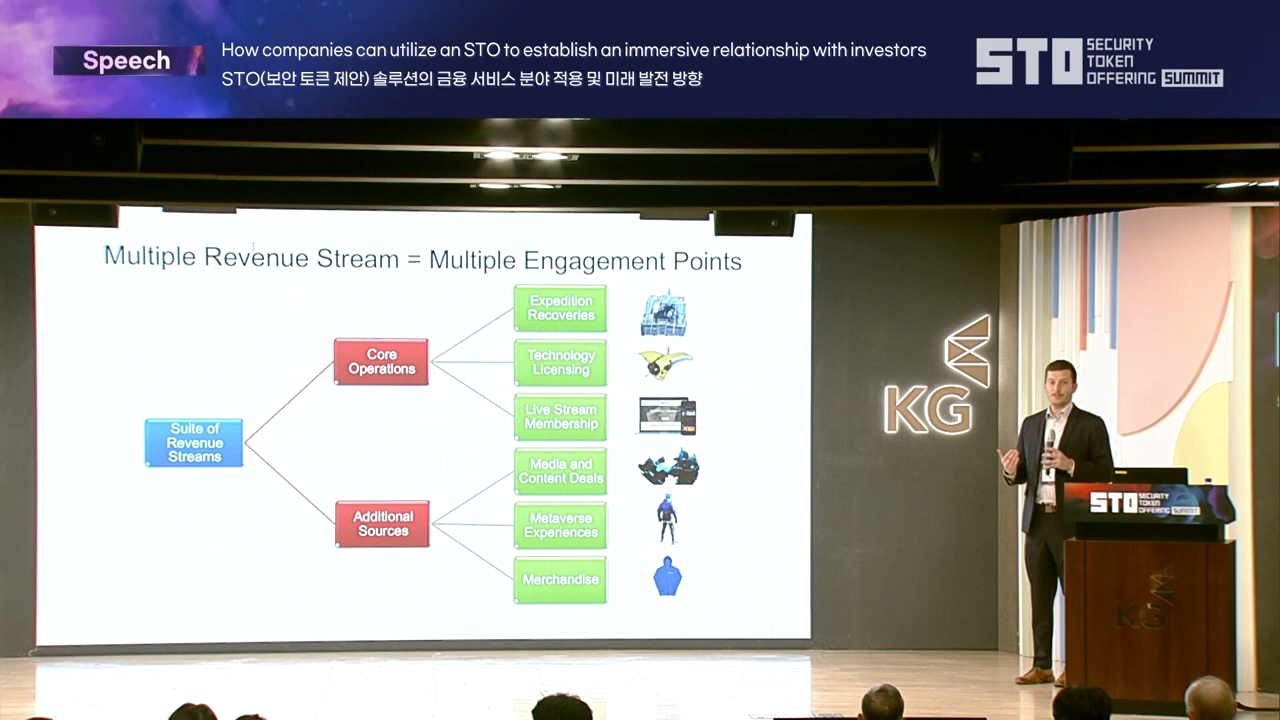 Speech
How companies can utilize an STO to establish an immersive relationship with investors
STO(보안 토큰 제안) 솔루션의 금융 서비스 분야 적용 및 미래 발전 방향
STO
SECURITY
TOKEN
OFFERING SUMMIT
Multiple Revenue Stream = Multiple Engagement Points
Suite of
Revenue
Streams
Core
Operations
Additional
Sources
Expedition
Recoveries
Technology
Licensing
Live Stream
Membership
Media and
Content Deals
Metaverse
Experiences
Merchandise
KG
STO
SECURITY
TOKEN
OFFERING SUMMIT
KG